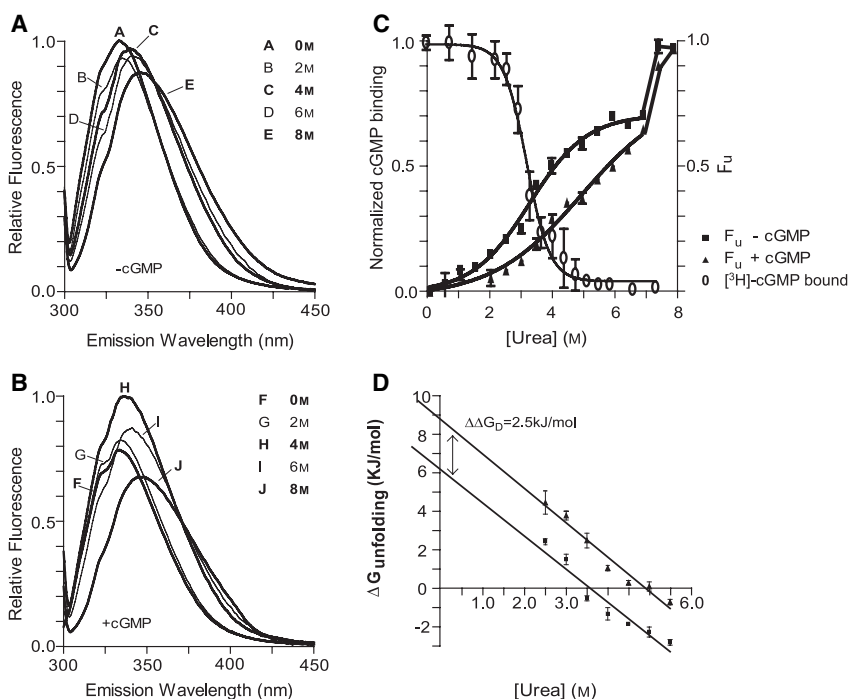 A
1.0
0.5
0.0
300
350
400
450
Relative Fluorescence
Emission Wavelength (nm)
A
B
C
D
E
-cGMP
A 0M
B 2M
C 4M
D 6M
E 8M
B
1.0
0.5
0.0
300
350
400
450
Relative Fluorescence
Emission Wavelength (nm)
F
G
H
I
J
+cGMP
F 0M
G 2M
H 4M
I 6M
J 8M
C
1.0
0.5
0.0
Normalized cGMP binding
1.0
0.5
0.0
Fu
0 2 4 6 8
[Urea] (M)
Fu - cGMP
Fu + cGMP
[³H]-cGMP bound
D
10
8
6
4
2
0
-2
ΔG unfolding (KJ/mol)
ΔΔGD=2.5kJ/mol
1.0
2.0
3.0
4.0
6.0
[Urea] (M)